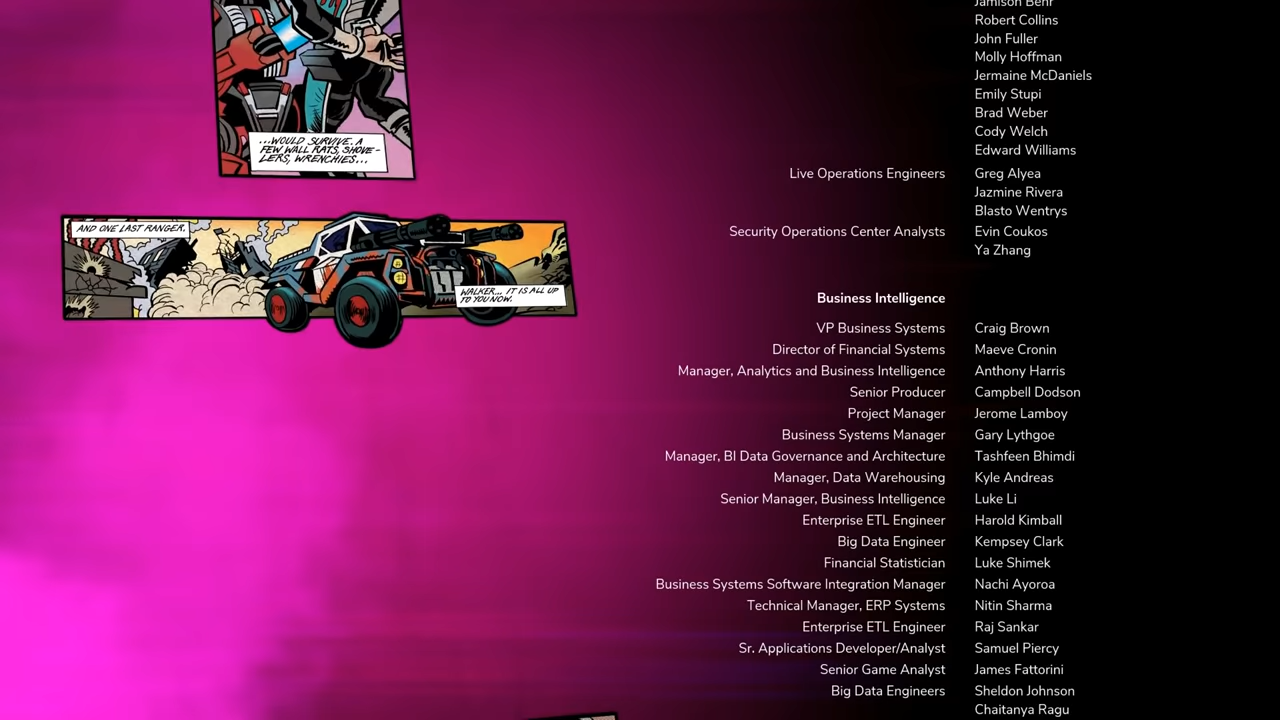 ...WOULD SURVIVE. A
FEW WALL RATS, SHOVE-
LERS, WRENCHIES...
AND ONE LAST RANGER.
WALKER... IT IS ALL UP
TO YOU NOW.
Jamison Behr
Robert Collins
John Fuller
Molly Hoffman
Jermaine McDaniels
Emily Stupi
Brad Weber
Cody Welch
Edward Williams
Live Operations Engineers Greg Alyea
Jazmine Rivera
Blasto Wentrys
Security Operations Center Analysts Evin Coukos
Ya Zhang
Business Intelligence
VP Business Systems Craig Brown
Director of Financial Systems Maeve Cronin
Manager, Analytics and Business Intelligence Anthony Harris
Senior Producer Campbell Dodson
Project Manager Jerome Lamboy
Business Systems Manager Gary Lythgoe
Manager, BI Data Governance and Architecture Tashfeen Bhimdi
Manager, Data Warehousing Kyle Andreas
Senior Manager, Business Intelligence Luke Li
Enterprise ETL Engineer Harold Kimball
Big Data Engineer Kempsey Clark
Financial Statistician Luke Shimek
Business Systems Software Integration Manager Nachi Ayoroa
Technical Manager, ERP Systems Nitin Sharma
Enterprise ETL Engineer Raj Sankar
Sr. Applications Developer/Analyst Samuel Piercy
Senior Game Analyst James Fattorini
Big Data Engineers Sheldon Johnson
Chaitanya Ragu